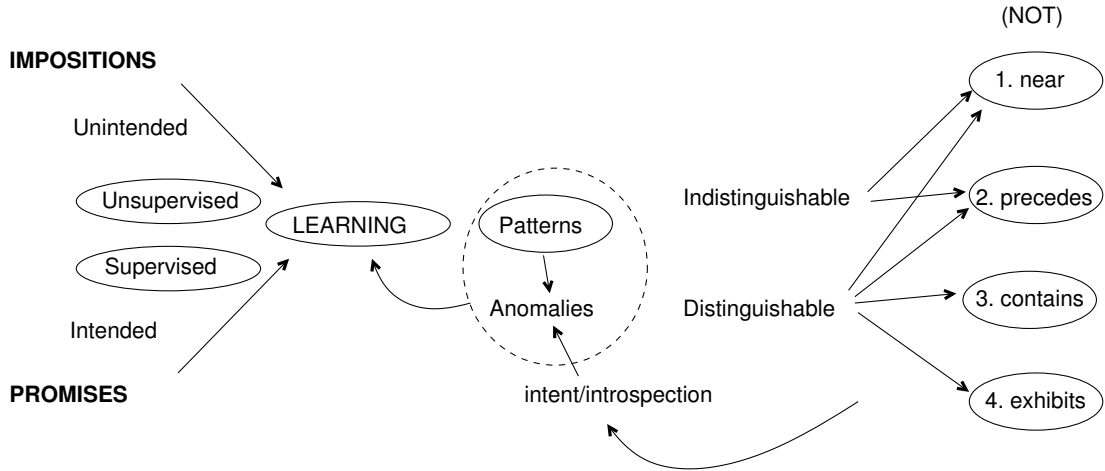 (NOT)
IMPOSITIONS
1. near
Unintended
Unsupervised
Indistinguishable
2. precedes
LEARNING
Patterns
Supervised
3. contains
Anomalies
Distinguishable
Intended
PROMISES
intent/introspection
4. exhibits